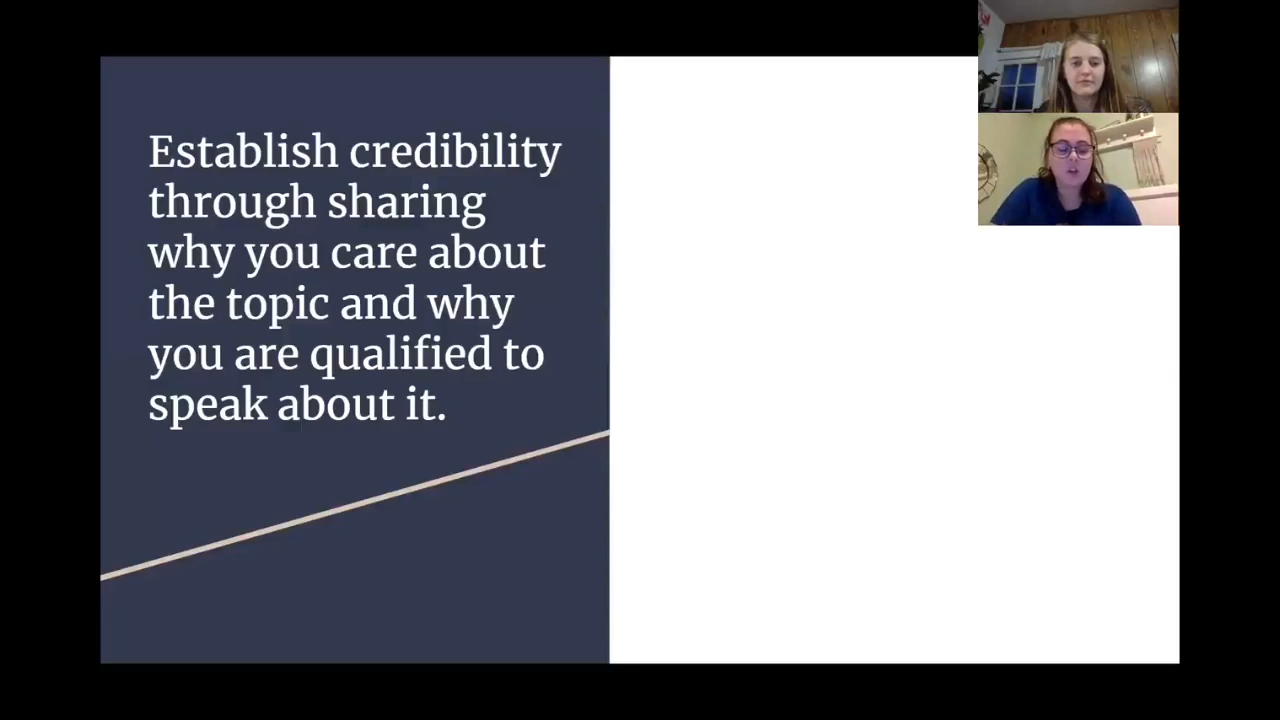 Establish credibility
through sharing
why you care about
the topic and why
you are qualified to
speak about it.